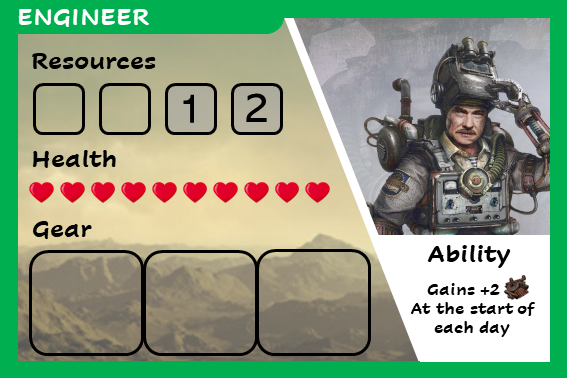 ENGINEER
Resources
1 2
Health
Gear
Ability
Gains +2
At the start of
each day